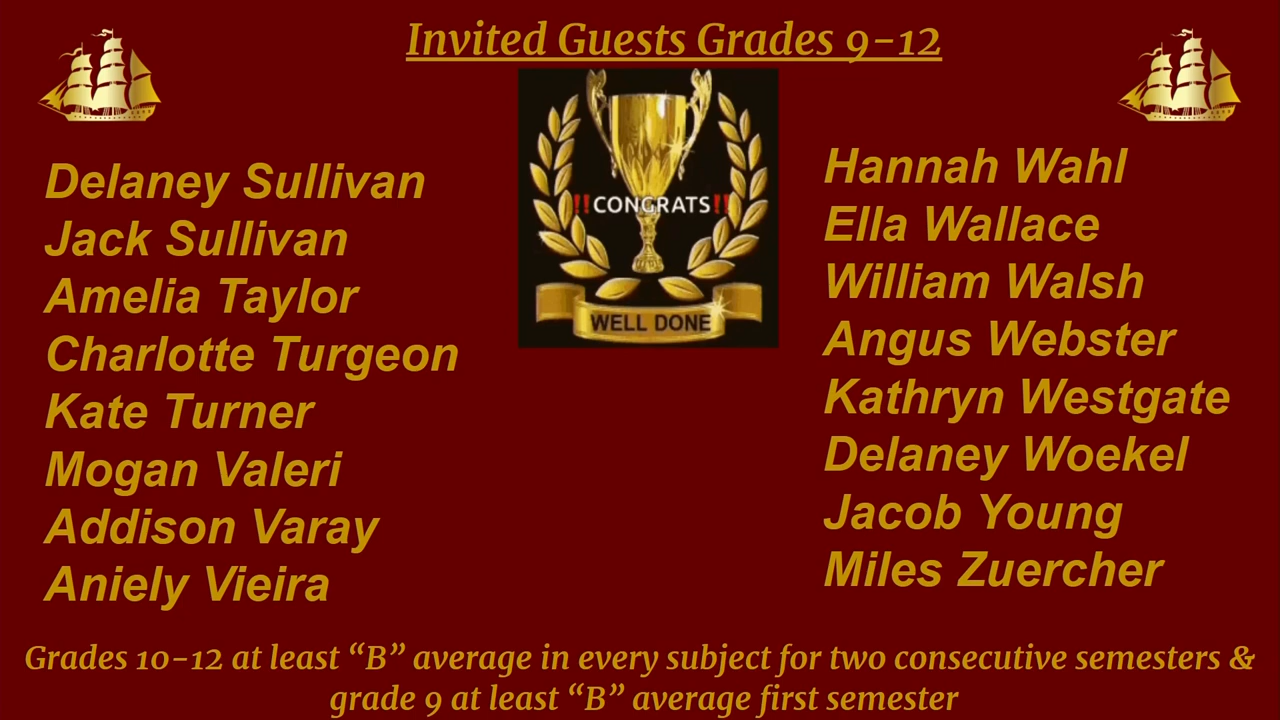 Invited Guests Grades 9-12
‼CONGRATS‼
WELL DONE
Delaney Sullivan
Jack Sullivan
Amelia Taylor
Charlotte Turgeon
Kate Turner
Mogan Valeri
Addison Varay
Aniely Vieira
Hannah Wahl
Ella Wallace
William Walsh
Angus Webster
Kathryn Westgate
Delaney Woekel
Jacob Young
Miles Zuercher
Grades 10-12 at least “B” average in every subject for two consecutive semesters &
grade 9 at least “B” average first semester